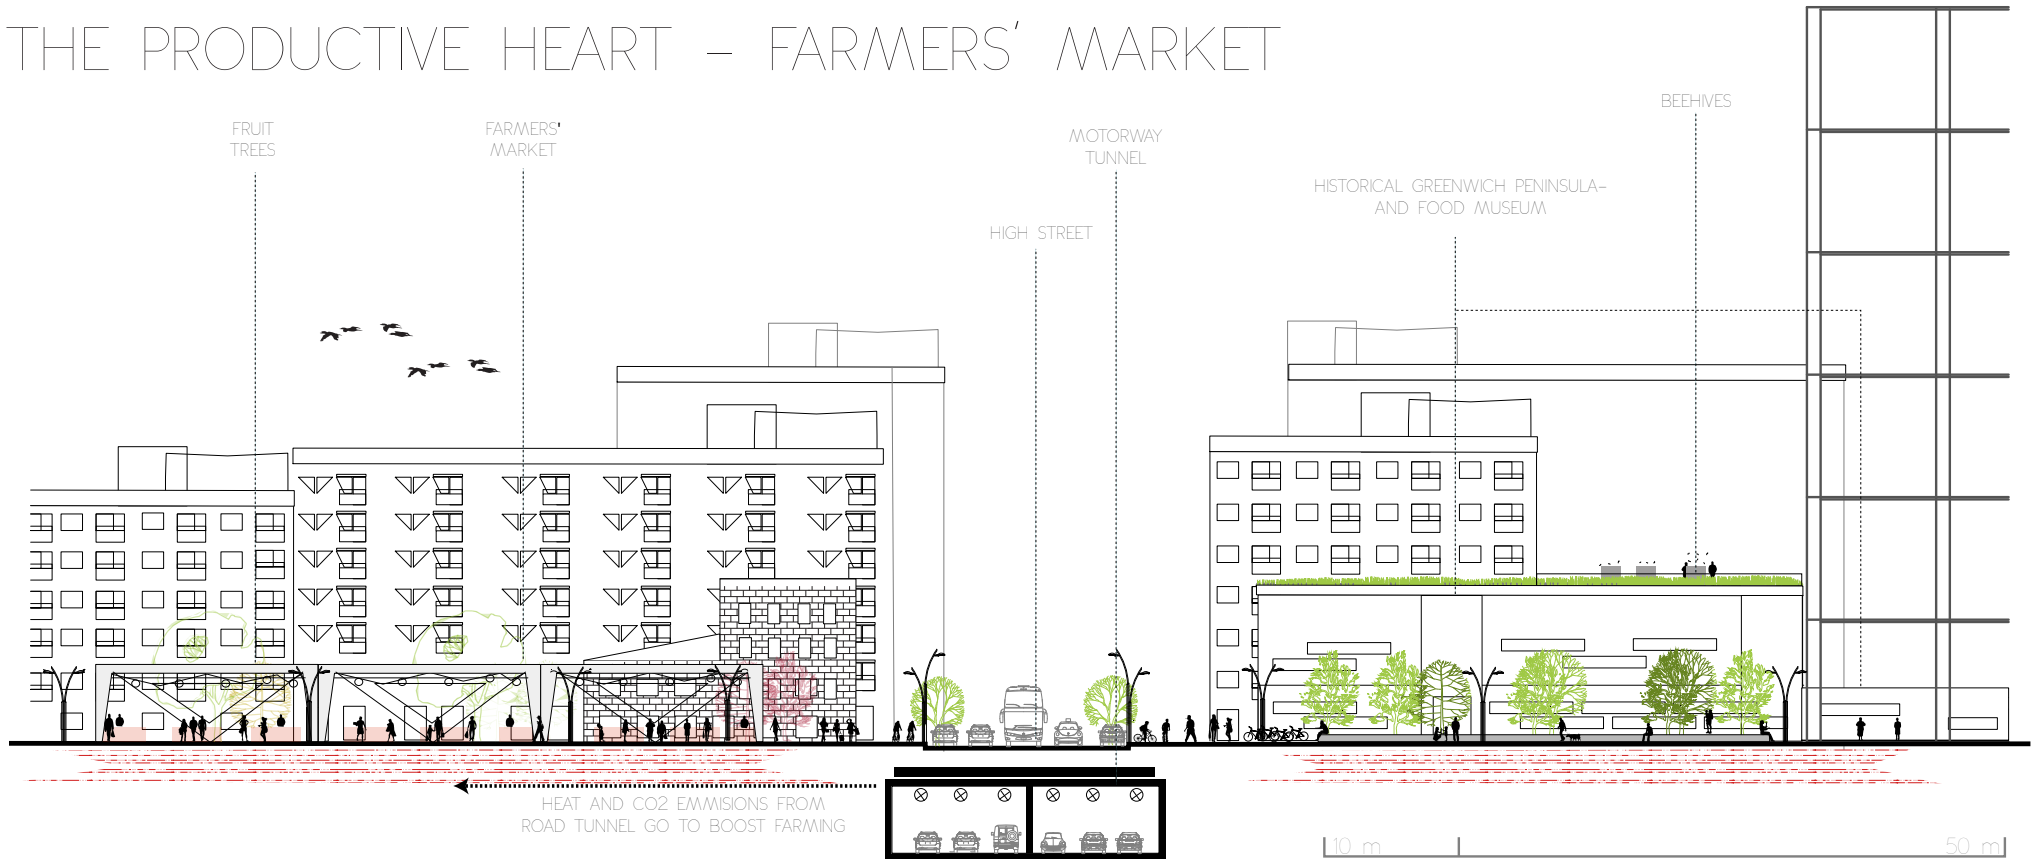 THE PRODUCTIVE HEART - FARMERS' MARKET
BEEHIVES
FRUIT
TREES
FARMERS'
MARKET
MOTORWAY
TUNNEL
HISTORICAL GREENWICH PENINSULA-
AND FOOD MUSEUM
HIGH STREET
HEAT AND CO2 EMMISIONS FROM
ROAD TUNNEL GO TO BOOST FARMING
10 m
50 m